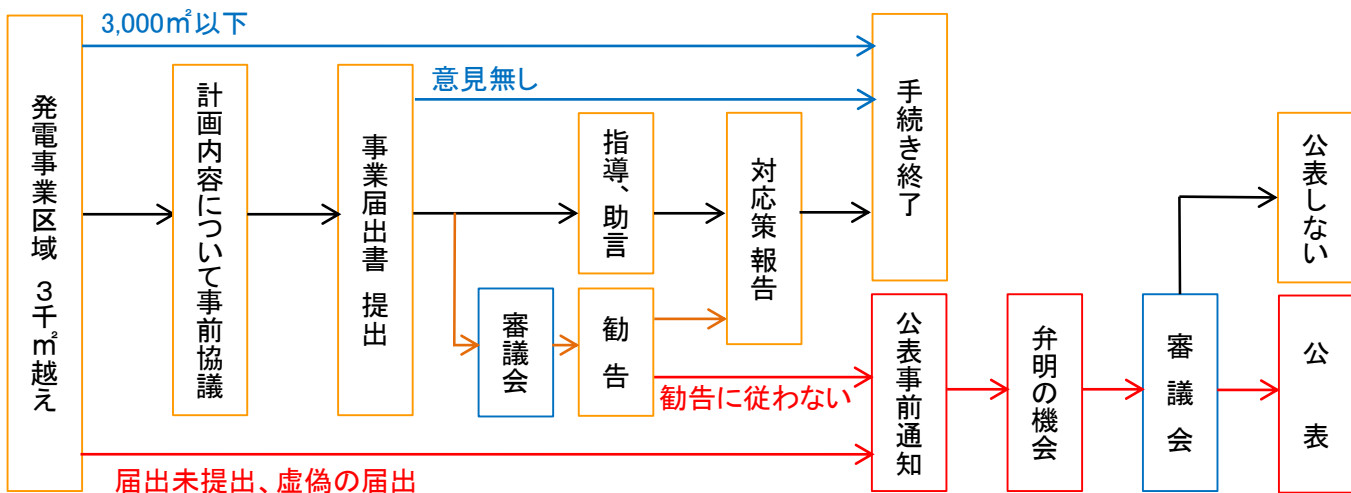 3,000㎡以下
発電事業区域 3千㎡越え
計画内容について事前協議
事業届出書 提出
意見無し
指導、助言
対応策 報告
手続き終了
審議会
勧告
勧告に従わない
届出未提出、虚偽の届出
公表事前通知
弁明の機会
審議会
公表しない
公表